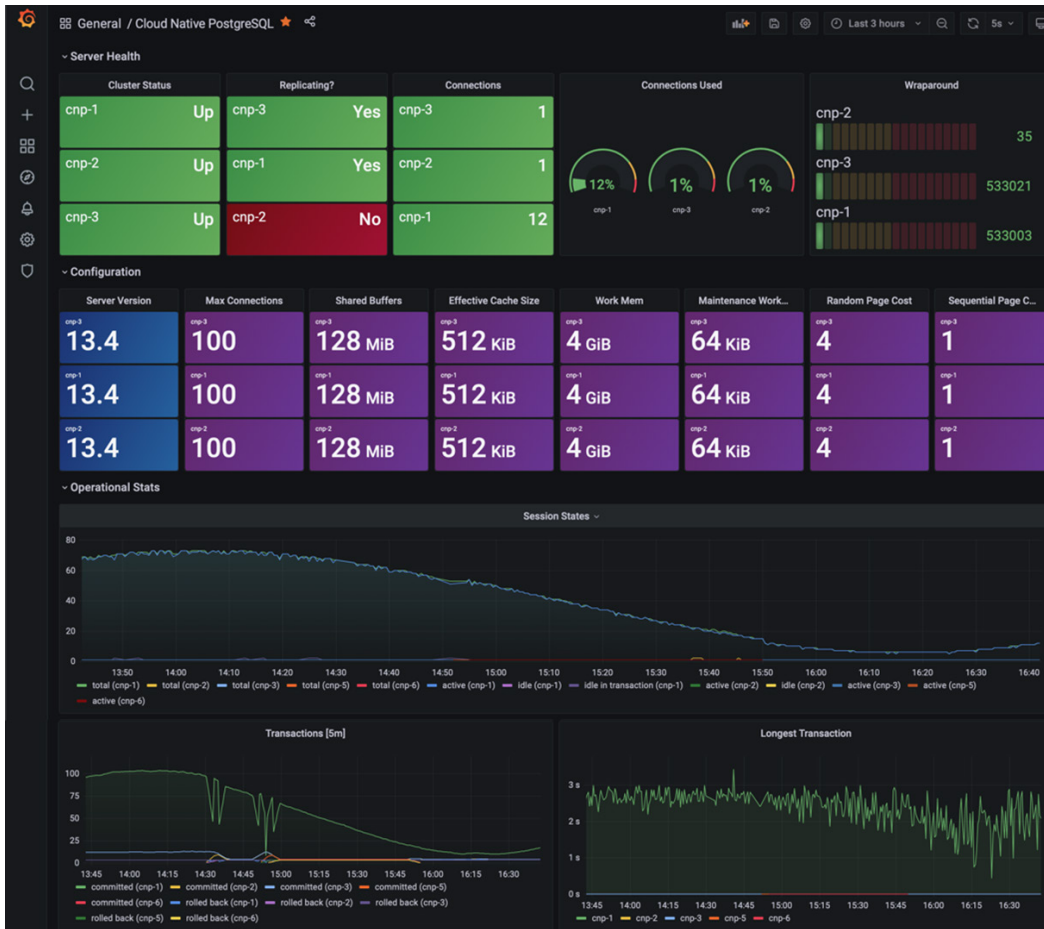 General / Cloud Native PostgreSQL
Last 3 hours
5s
Server Health
Cluster Status
cnp-1 Up
cnp-2 Up
cnp-3 Up
Replicating?
cnp-3 Yes
cnp-1 Yes
cnp-2 No
Connections
cnp-3 1
cnp-2 1
cnp-1 12
Connections Used
12% 1% 1%
cnp-1 cnp-3 cnp-2
Wraparound
cnp-2
35
cnp-3
533021
cnp-1
533003
Configuration
Server Version Max Connections Shared Buffers Effective Cache Size Work Mem Maintenance Work... Random Page Cost Sequential Page C...
cnp-3 cnp-3 cnp-3 cnp-3 cnp-3 cnp-3 cnp-3 cnp-3
13.4 100 128 MiB 512 KiB 4 GiB 64 KiB 4 1
cnp-1 cnp-1 cnp-1 cnp-1 cnp-1 cnp-1 cnp-1 cnp-1
13.4 100 128 MiB 512 KiB 4 GiB 64 KiB 4 1
cnp-2 cnp-2 cnp-2 cnp-2 cnp-2 cnp-2 cnp-2 cnp-2
13.4 100 128 MiB 512 KiB 4 GiB 64 KiB 4 1
Operational Stats
Session States
80
60
40
20
0
13:50 14:00 14:10 14:20 14:30 14:40 14:50 15:00 15:10 15:20 15:30 15:40 15:50 16:00 16:10 16:20 16:30 16:40
total (cnp-1) total (cnp-2) total (cnp-3) total (cnp-5) total (cnp-6) active (cnp-1) idle (cnp-1) idle in transaction (cnp-1) active (cnp-2) idle (cnp-2) active (cnp-3) active (cnp-5)
active (cnp-6)
Transactions [5m]
100
75
50
25
0
13:45 14:00 14:15 14:30 14:45 15:00 15:15 15:30 15:45 16:00 16:15 16:30
committed (cnp-1) committed (cnp-2) committed (cnp-3) committed (cnp-5)
committed (cnp-6) rolled back (cnp-1) rolled back (cnp-2) rolled back (cnp-3)
rolled back (cnp-5) rolled back (cnp-6)
Longest Transaction
3 s
2 s
1 s
0 s
13:45 14:00 14:15 14:30 14:45 15:00 15:15 15:30 15:45 16:00 16:15 16:30
cnp-1 cnp-2 cnp-3 cnp-5 cnp-6